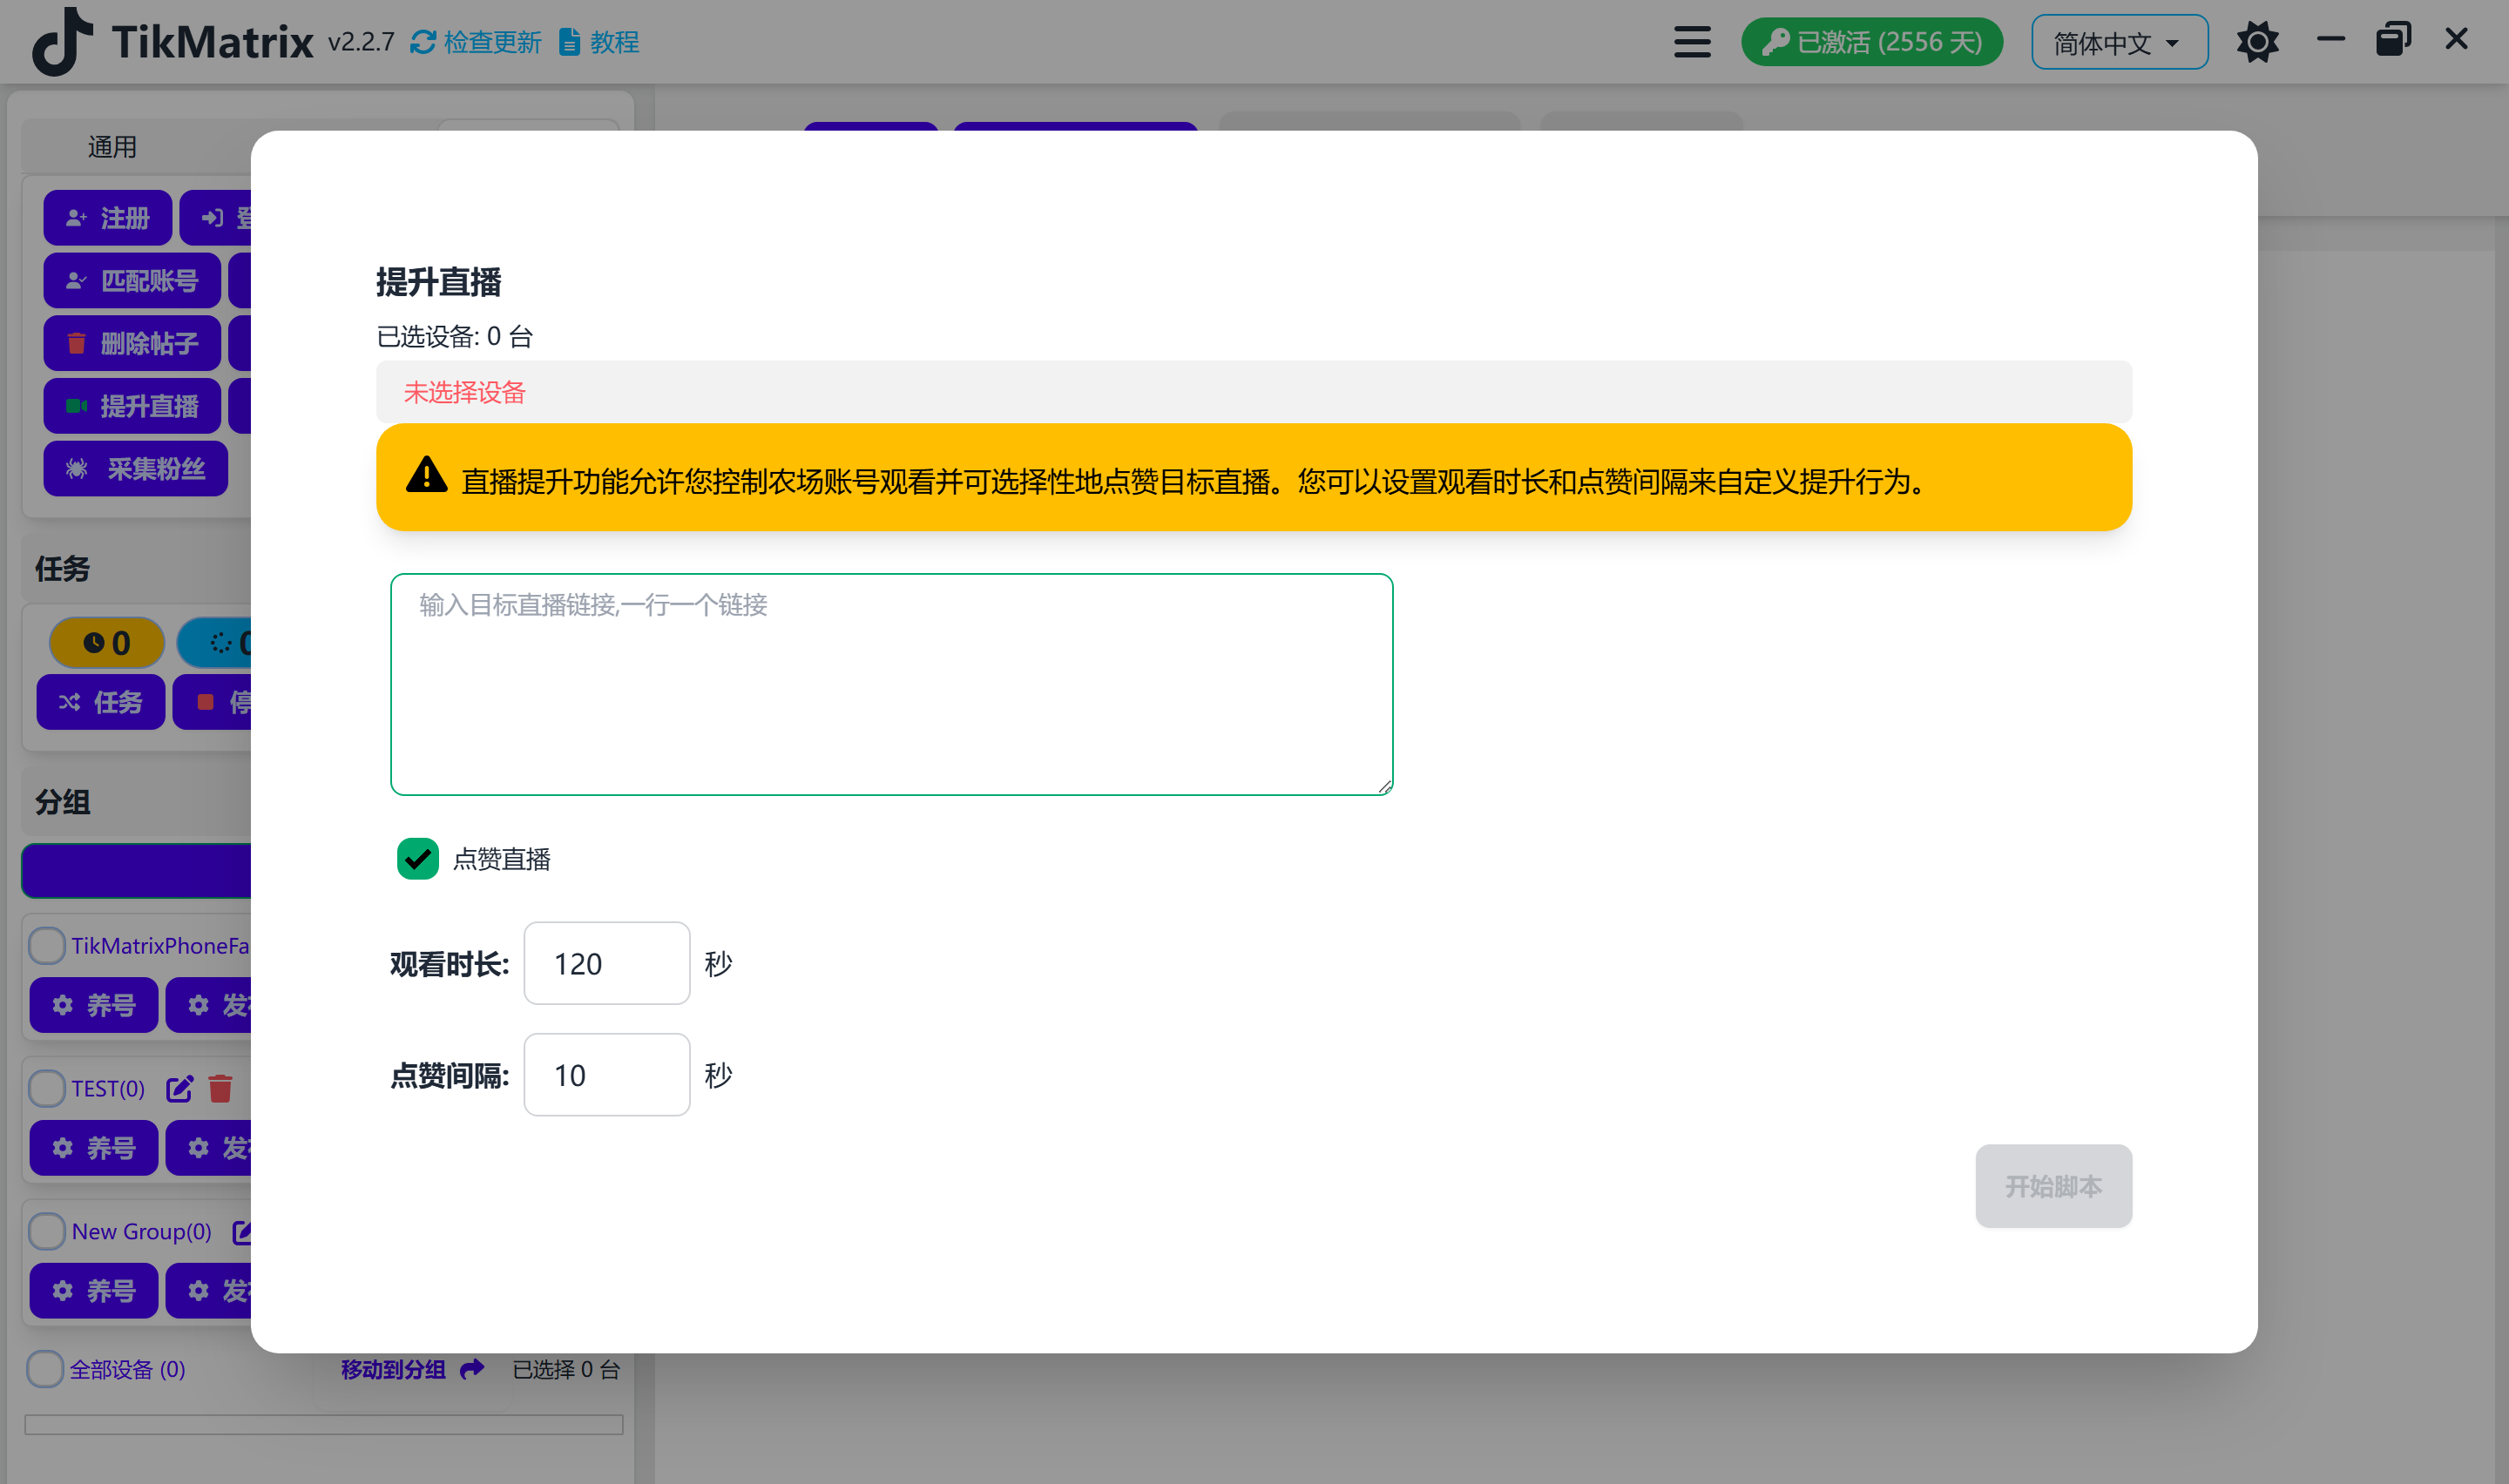 TikMatrix v2.2.7 检查更新 教程
已激活 (2556 天) 简体中文
通用
注册
匹配账号
删除帖子
提升直播
采集粉丝
任务
0
任务
分组
TEST(0)
养号
New Group(0)
养号
养号
全部设备 (0) 移动到分组 已选择 0 台
提升直播
已选设备: 0 台
未选择设备
直播提升功能允许您控制农场账号观看并可选择性地点赞目标直播。您可以设置观看时长和点赞间隔来自定义提升行为。
输入目标直播链接,一行一个链接
点赞直播
观看时长: 120 秒
点赞间隔: 10 秒
开始脚本